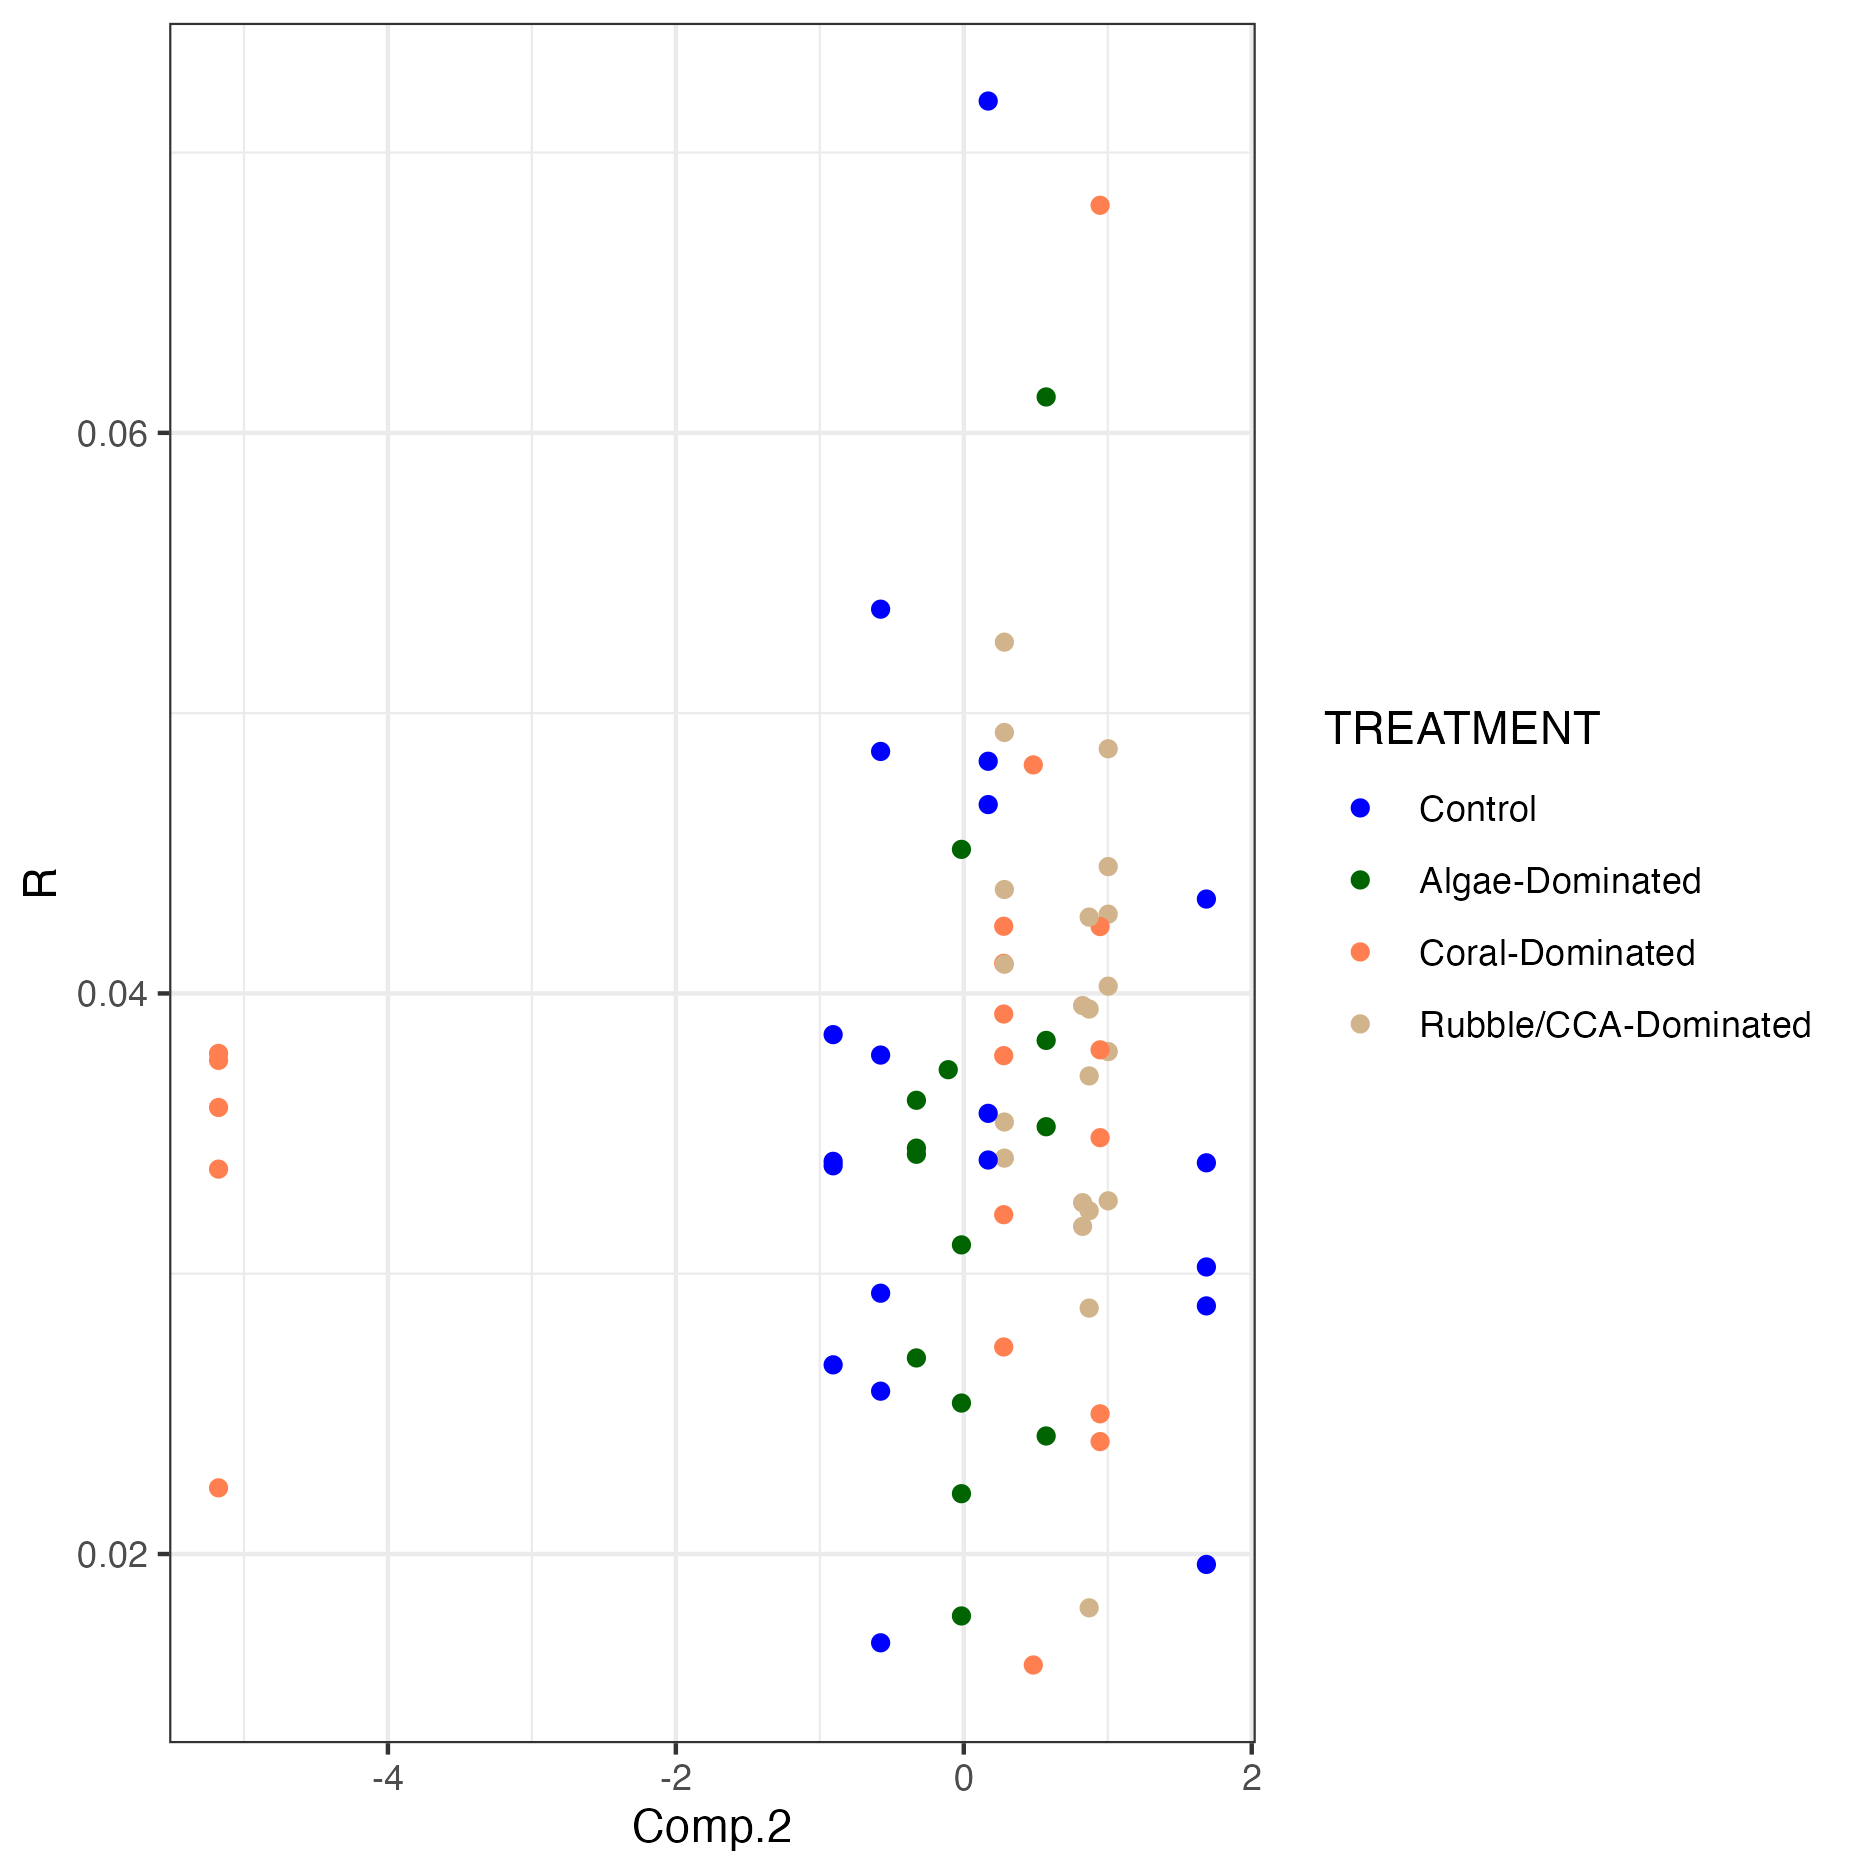 0.06
0.04
0.02
R
-4
-2
0
2
Comp.2
TREATMENT
Control
Algae-Dominated
Coral-Dominated
Rubble/CCA-Dominated